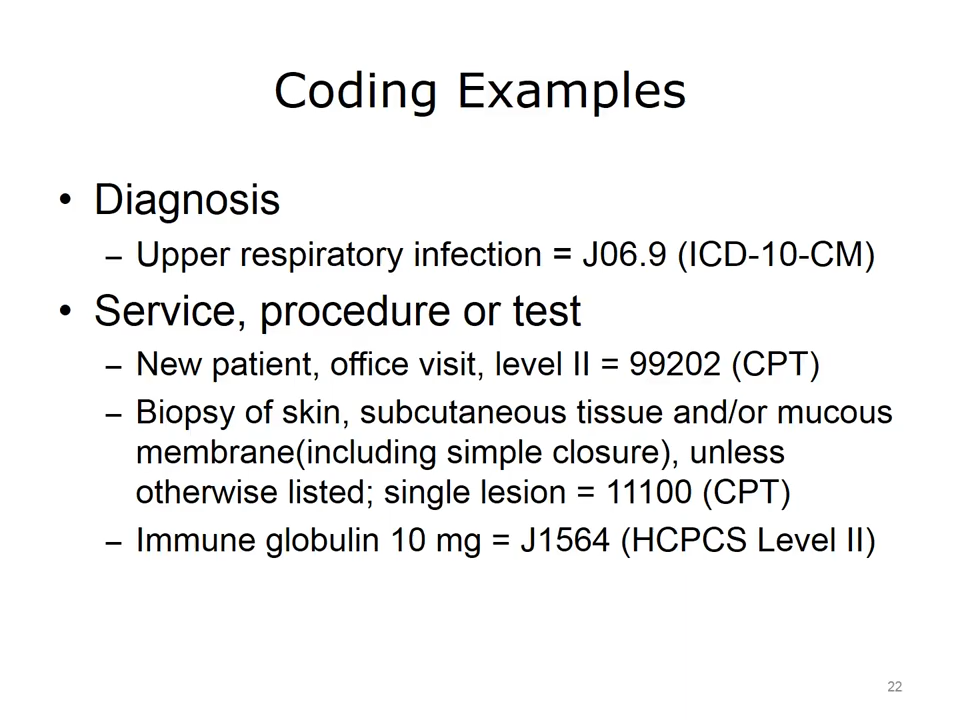 Coding Examples
• Diagnosis
– Upper respiratory infection = J06.9 (ICD-10-CM)
• Service, procedure or test
– New patient, office visit, level II = 99202 (CPT)
– Biopsy of skin, subcutaneous tissue and/or mucous
membrane(including simple closure), unless
otherwise listed; single lesion = 11100 (CPT)
– Immune globulin 10 mg = J1564 (HCPCS Level II)
22